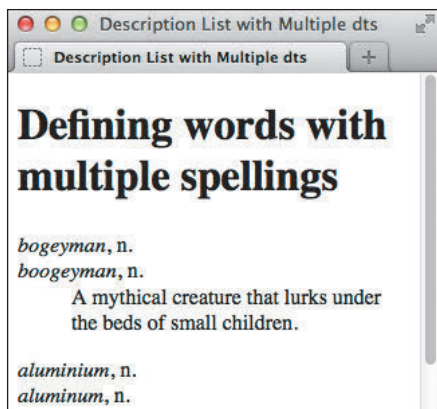 Description List with Multiple dts
Description List with Multiple dts
Defining words with
multiple spellings
bogeyman, n.
boogeyman, n.
A mythical creature that lurks under
the beds of small children.
aluminium, n.
aluminum, n.